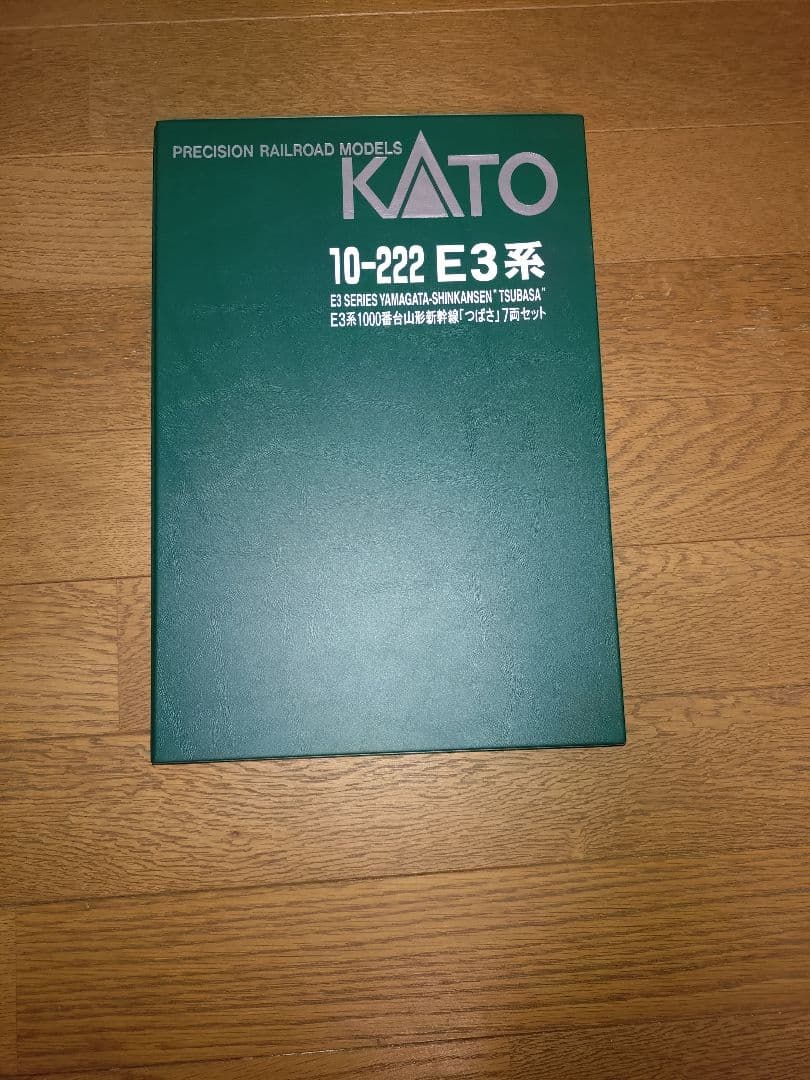 PRECISION RAILROAD MODELS
KATO
10-222 E3系
E3 SERIES YAMAGATA-SHINKANSEN "TSUBASA"
E3系1000番台山形新幹線「つばさ」7両セット